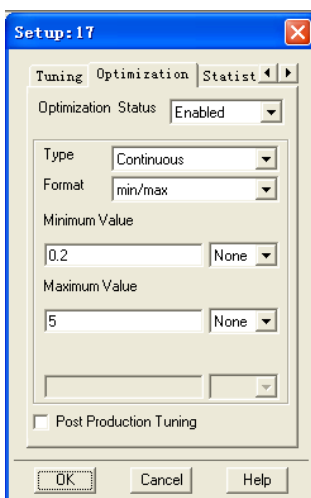 Setup:17
Tuning Optimization Statist
Optimization Status Enabled
Type Continuous
Format min/max
Minimum Value
0.2 None
Maximum Value
5 None
Post Production Tuning
OK Cancel Help